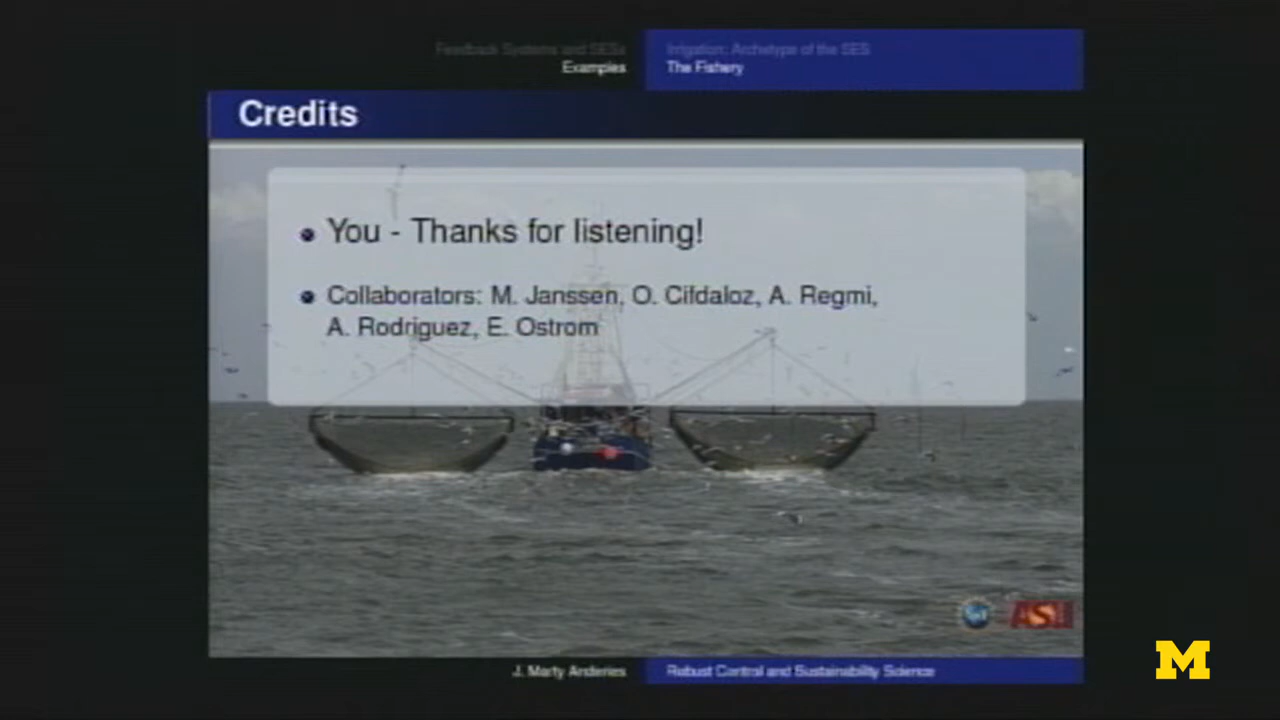 Feedback Systems and SESs
Examples
Irrigation: Archetype of the SES
The Fishery
Credits
You - Thanks for listening!
Collaborators: M. Janssen, O. Cifdaloz, A. Regmi,
A. Rodriguez, E. Ostrom
ASU
J. Marty Anderies
Robust Control and Sustainability Science
M